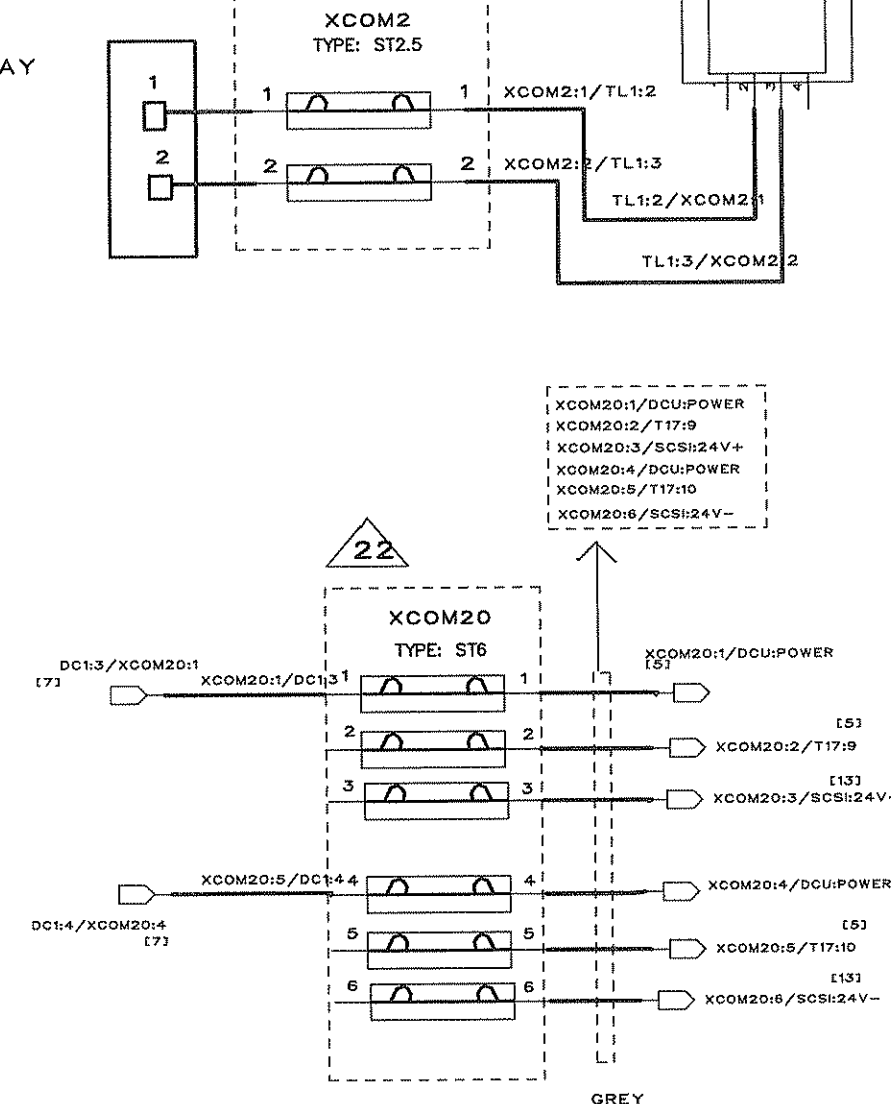 AY
XCOM2
TYPE: ST2.5
1
2
1
2
1
2
XCOM2:1/TL1:2
XCOM2:2/TL1:3
TL1:2/XCOM2:1
TL1:3/XCOM2:2
2
3
4
XCOM20:1/DCU:POWER
XCOM20:2/T17:9
XCOM20:3/SCSI:24V+
XCOM20:4/DCU:POWER
XCOM20:5/T17:10
XCOM20:6/SCSI:24V-
22
XCOM20
TYPE: ST6
DC1:3/XCOM20:1
[7]
XCOM20:1/DC1:3
1
1
XCOM20:1/DCU:POWER
[5]
2
2
[5]
XCOM20:2/T17:9
3
3
[13]
XCOM20:3/SCSI:24V
XCOM20:5/DC1:4
4
4
XCOM20:4/DCU:POWER
DC1:4/XCOM20:4
[7]
5
5
[5]
XCOM20:5/T17:10
6
6
[13]
XCOM20:6/SCSI:24V-
GREY